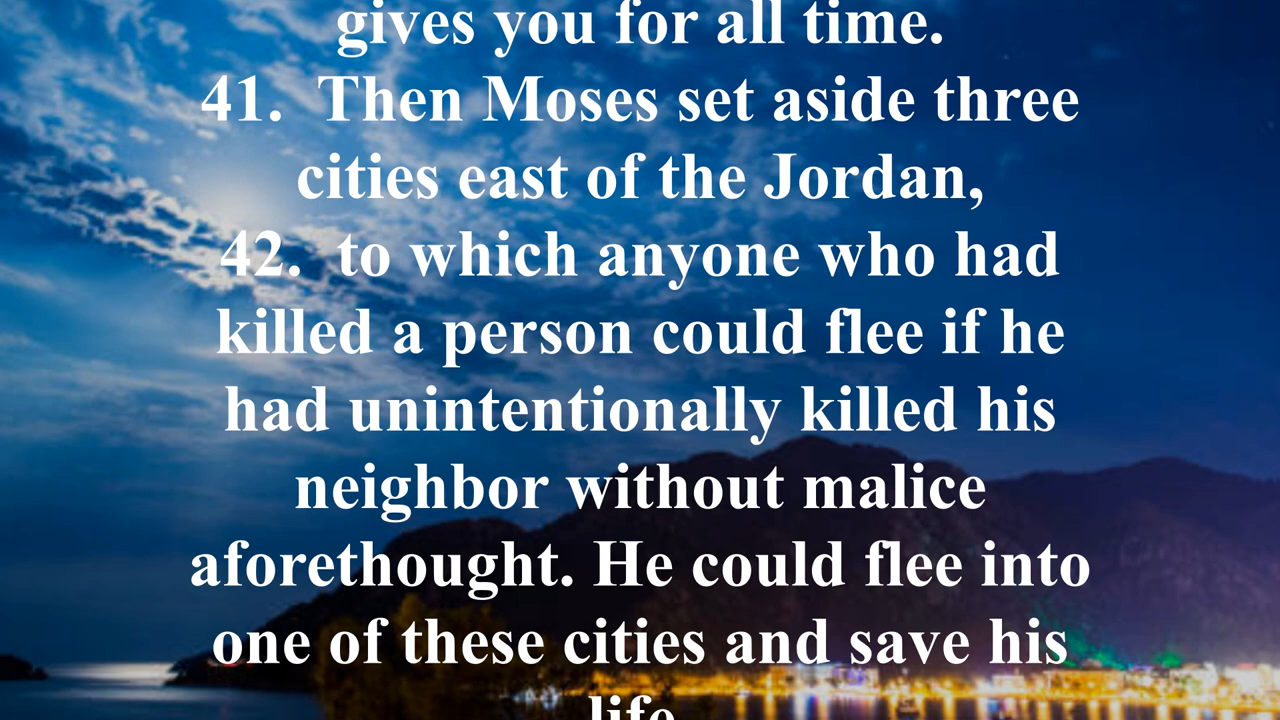 gives you for all time.
41.  Then Moses set aside three
cities east of the Jordan,
42.  to which anyone who had
killed a person could flee if he
had unintentionally killed his
neighbor without malice
aforethought. He could flee into
one of these cities and save his
life.